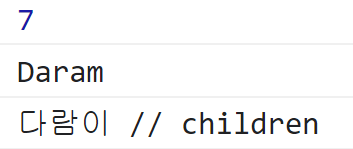 7
Daram
다람이 // children